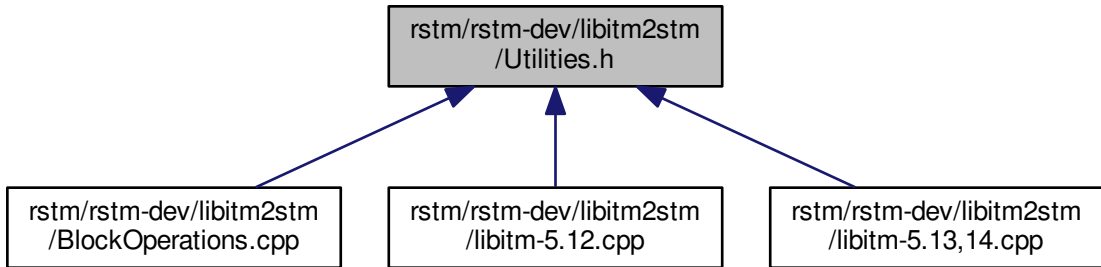 rstm/rstm-dev/libitm2stm
/Utilities.h
rstm/rstm-dev/libitm2stm
/BlockOperations.cpp
rstm/rstm-dev/libitm2stm
/libitm-5.12.cpp
rstm/rstm-dev/libitm2stm
/libitm-5.13,14.cpp